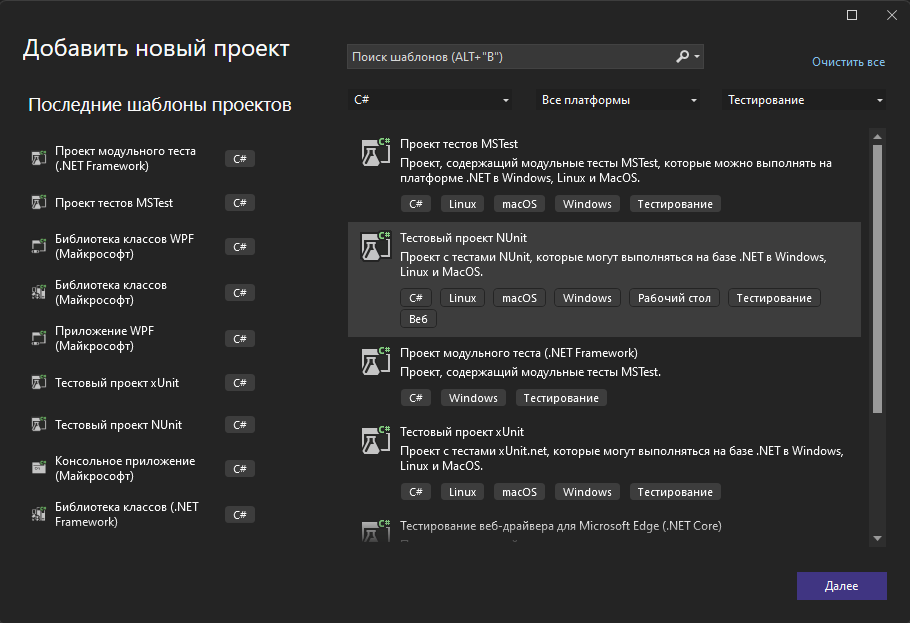 Добавить новый проект
Поиск шаблонов (ALT+"В")
Очистить все
C#
Все платформы
Тестирование
Последние шаблоны проектов
Проект модульного теста
(.NET Framework)
C#
Проект тестов MSTest
C#
Библиотека классов WPF
(Майкрософт)
C#
Библиотека классов
(Майкрософт)
C#
Приложение WPF
(Майкрософт)
C#
Тестовый проект xUnit
C#
Тестовый проект NUnit
C#
Консольное приложение
(Майкрософт)
C#
Библиотека классов (.NET
Framework)
C#
Проект тестов MSTest
Проект, содержащий модульные тесты MSTest, которые можно выполнять на
платформе .NET в Windows, Linux и MacOS.
C# Linux macOS Windows Тестирование
Тестовый проект NUnit
Проект с тестами NUnit, которые могут выполняться на базе .NET в Windows,
Linux и MacOS.
C# Linux macOS Windows Рабочий стол Тестирование
Веб
Проект модульного теста (.NET Framework)
Проект, содержащий модульные тесты MSTest.
C# Windows Тестирование
Тестовый проект xUnit
Проект с тестами xUnit.net, которые могут выполняться на базе .NET в Windows,
Linux и MacOS.
C# Linux macOS Windows Тестирование
Тестирование веб-драйвера для Microsoft Edge (.NET Core)
Далее